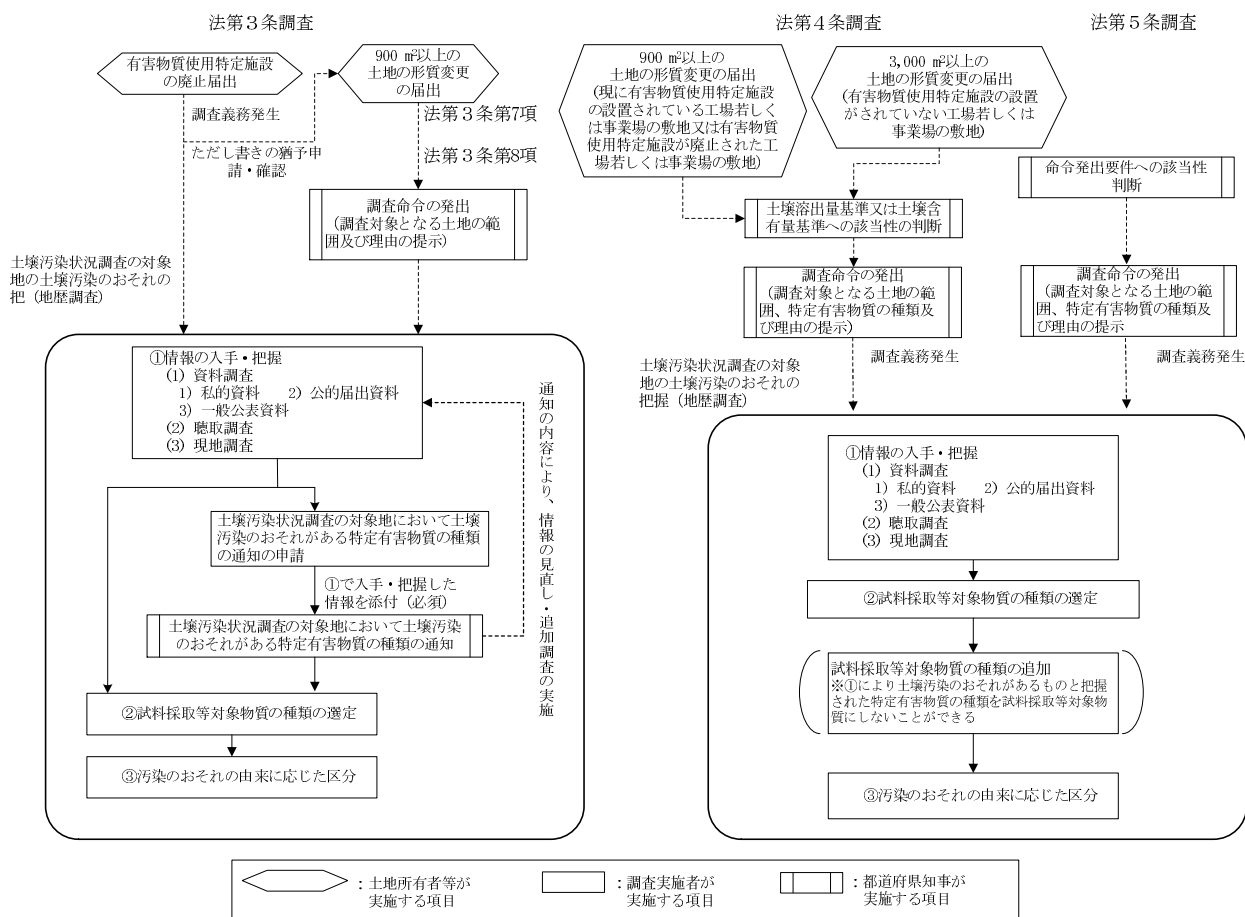 法第３条調査
法第４条調査
法第５条調査
有害物質使用特定施設
の廃止届出
900 m²以上の
土地の形質変更
の届出
調査義務発生
法第３条第7項
ただし書きの猶予申
請・確認
法第３条第8項
調査命令の発出
（調査対象となる土地の範
囲及び理由の提示）
土壌汚染状況調査の対象
地の土壌汚染のおそれの
把（地歴調査）
①情報の入手・把握
(1) 資料調査
1) 私的資料　2) 公的届出資料
3) 一般公表資料
(2) 聴取調査
(3) 現地調査
通知の内容により、情報の見直し・追加調査の実施
土壌汚染状況調査の対象地において土壌
汚染のおそれがある特定有害物質の種類
の通知の申請
①で入手・把握した
情報を添付（必須）
土壌汚染状況調査の対象地において土壌汚染
のおそれがある特定有害物質の種類の通知
②試料採取等対象物質の種類の選定
③汚染のおそれの由来に応じた区分
900 m²以上の
土地の形質変更の届出
(現に有害物質使用特定施設
の設置されている工場若しく
は事業場の敷地又は有害物質
使用特定施設が廃止された工
場若しくは事業場の敷地)
3,000 m²以上の
土地の形質変更の届出
(有害物質使用特定施設の設置
がされていない工場若しくは
事業場の敷地)
土壌溶出量基準又は土壌含
有量基準への該当性の判断
調査命令の発出
（調査対象となる土地の範
囲、特定有害物質の種類及
び理由の提示）
調査義務発生
土壌汚染状況調査の対象
地の土壌汚染のおそれの
把握（地歴調査）
命令発出要件への該当性
判断
調査命令の発出
（調査対象となる土地の範
囲、特定有害物質の種類及
び理由の提示
調査義務発生
①情報の入手・把握
(1) 資料調査
1) 私的資料　2) 公的届出資料
3) 一般公表資料
(2) 聴取調査
(3) 現地調査
②試料採取等対象物質の種類の選定
試料採取等対象物質の種類の追加
※①により土壌汚染のおそれがあるものと把握
された特定有害物質の種類を試料採取等対象物
質にしないことができる
③汚染のおそれの由来に応じた区分
：土地所有者等が
実施する項目
：調査実施者が
実施する項目
：都道府県知事が
実施する項目